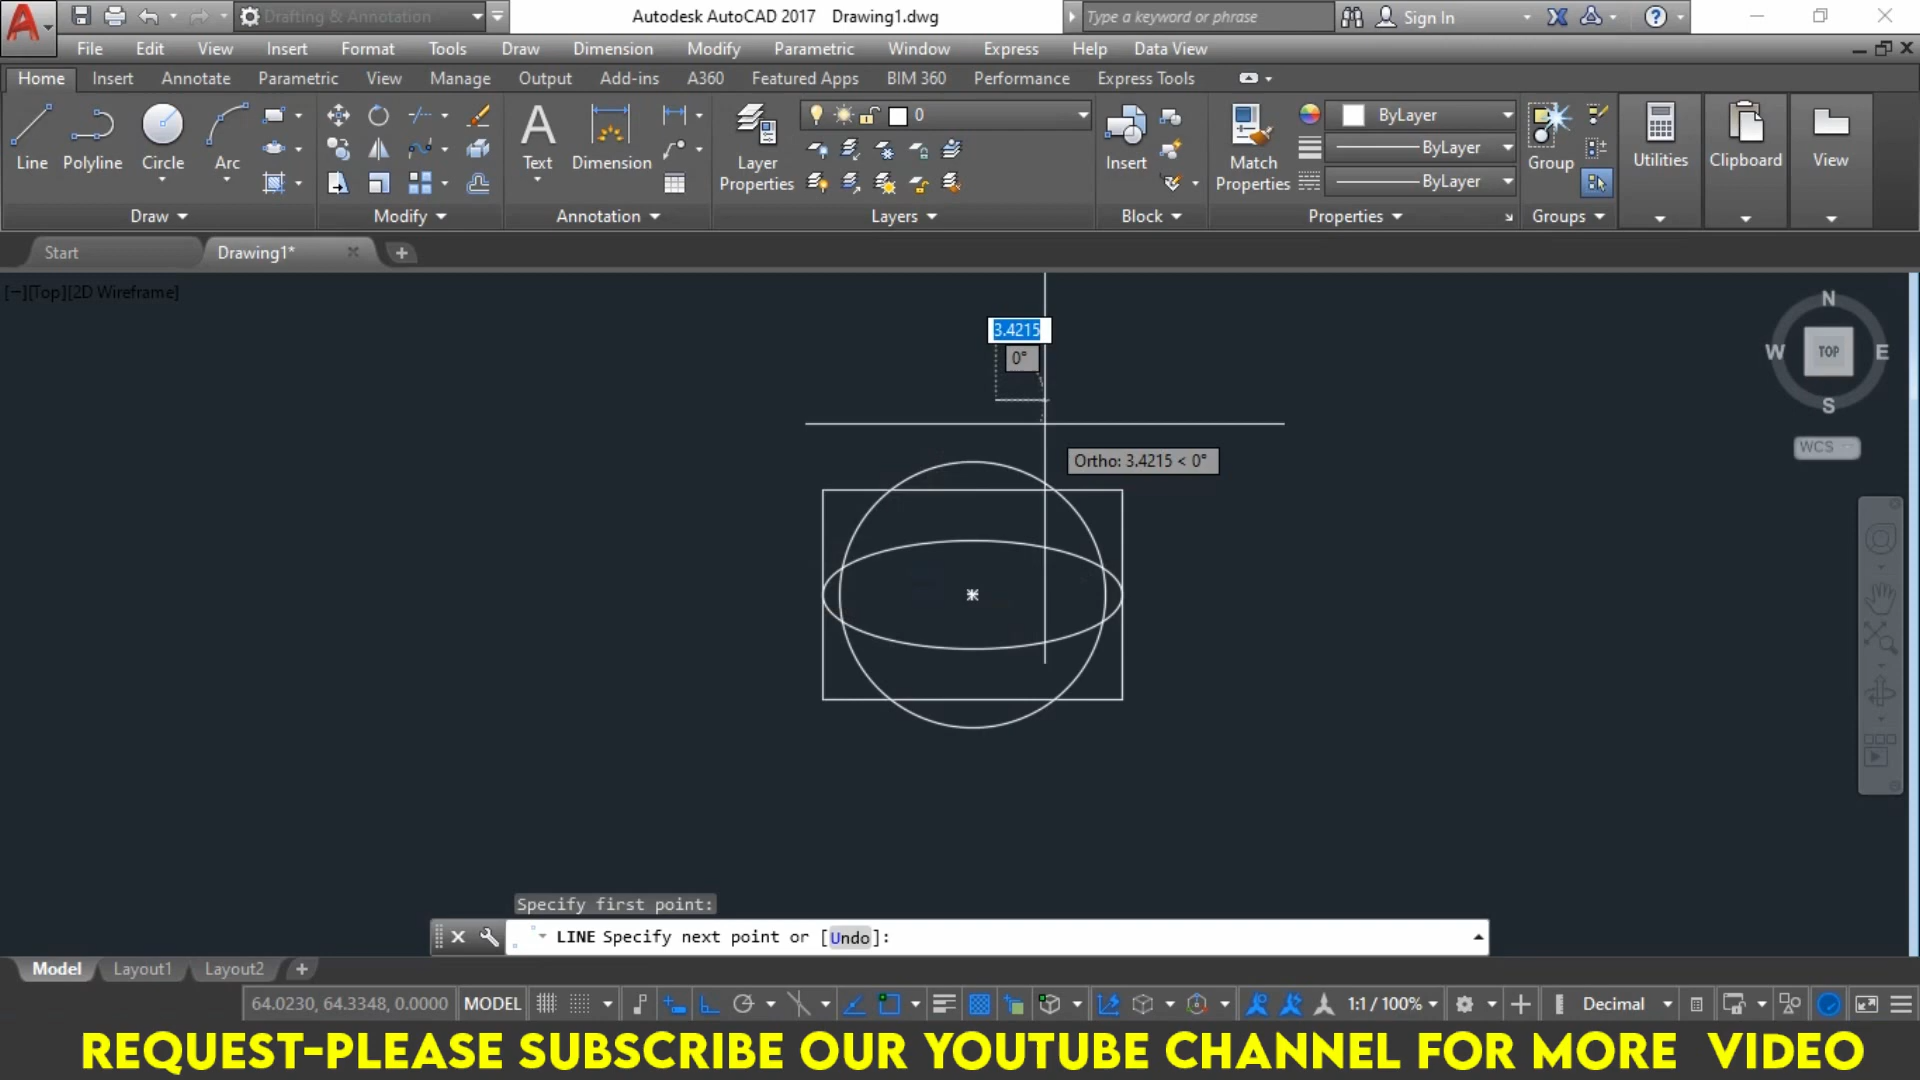 Drafting & Annotation
Autodesk AutoCAD 2017 Drawing1.dwg
Type a keyword or phrase
Sign In
File Edit View Insert Format Tools Draw Dimension Modify Parametric Window Express Help Data View
Home Insert Annotate Parametric View Manage Output Add-ins A360 Featured Apps BIM 360 Performance Express Tools
0
ByLayer
ByLayer
ByLayer
Line Polyline Circle Arc
Text Dimension
Layer Properties
Insert
Match Properties
Group
Utilities Clipboard View
Draw Modify Annotation Layers Block Properties Groups
Start Drawing1*
[−][Top][2D Wireframe]
N
W TOP E
S
WCS
3.4215
0°
Ortho: 3.4215 < 0°
Specify first point:
LINE Specify next point or [Undo]:
Model Layout1 Layout2
64.0230, 64.3348, 0.0000 MODEL 1:1 / 100% Decimal
REQUEST-PLEASE SUBSCRIBE OUR YOUTUBE CHANNEL FOR MORE VIDEO